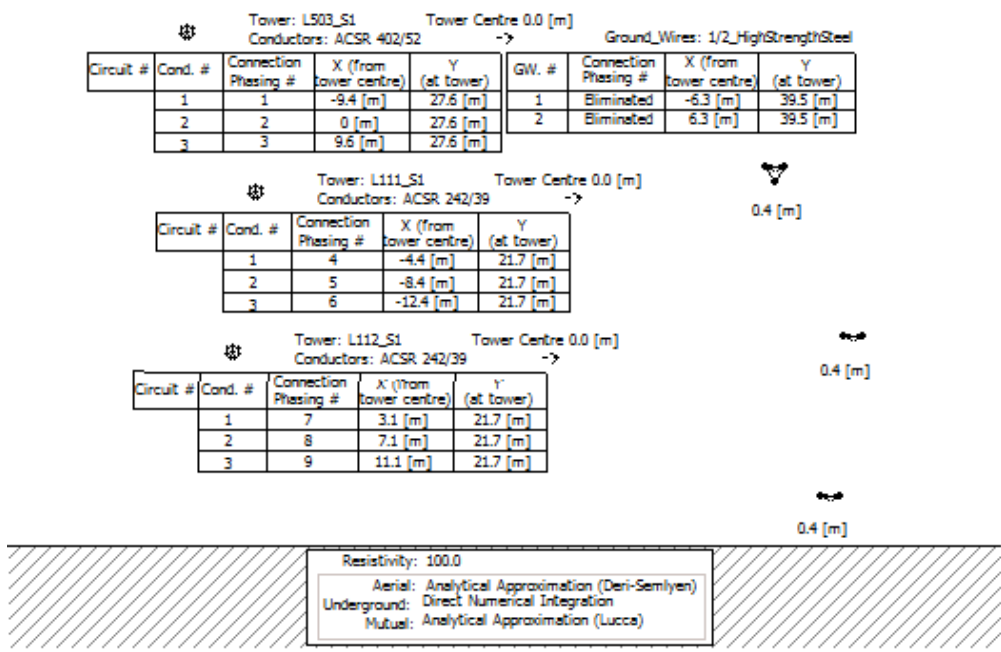 Tower: L503_S1 Tower Centre 0.0 [m]
Conductors: ACSR 402/52
Ground_Wires: 1/2_HighStrengthSteel
Circuit # Cond. # Connection Phasing # X (from tower centre) Y (at tower)
1 1 -9.4 [m] 27.6 [m]
2 2 0 [m] 27.6 [m]
3 3 9.6 [m] 27.6 [m]
GW. # Connection Phasing # X (from tower centre) Y (at tower)
1 Eliminated -6.3 [m] 39.5 [m]
2 Eliminated 6.3 [m] 39.5 [m]
0.4 [m]
Tower: L111_S1 Tower Centre 0.0 [m]
Conductors: ACSR 242/39
Circuit # Cond. # Connection Phasing # X (from tower centre) Y (at tower)
1 4 -4.4 [m] 21.7 [m]
2 5 -8.4 [m] 21.7 [m]
3 6 -12.4 [m] 21.7 [m]
0.4 [m]
Tower: L112_S1 Tower Centre 0.0 [m]
Conductors: ACSR 242/39
Circuit # Cond. # Connection Phasing # X (from tower centre) Y (at tower)
1 7 3.1 [m] 21.7 [m]
2 8 7.1 [m] 21.7 [m]
3 9 11.1 [m] 21.7 [m]
0.4 [m]
Resistivity: 100.0
Aerial: Analytical Approximation (Deri-Semlyen)
Underground: Direct Numerical Integration
Mutual: Analytical Approximation (Lucca)